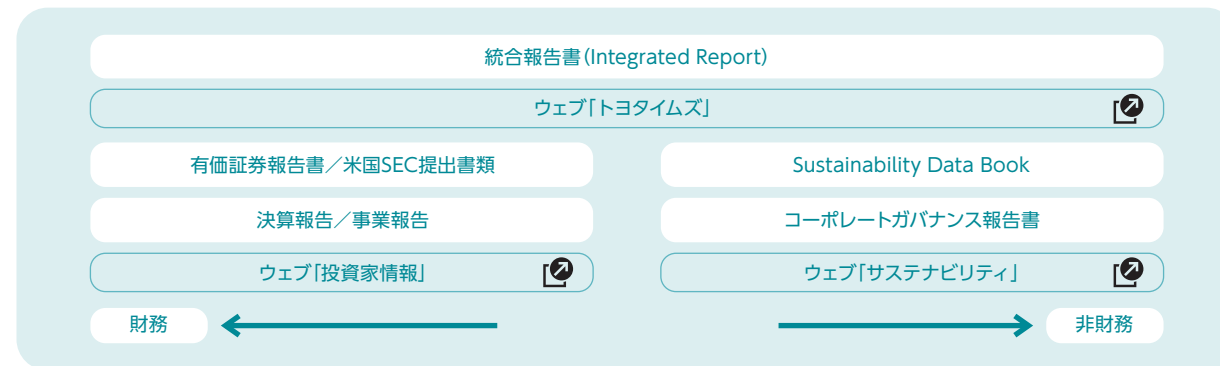 統合報告書(Integrated Report)
ウェブ「トヨタイムズ」
有価証券報告書／米国SEC提出書類
Sustainability Data Book
決算報告／事業報告
コーポレートガバナンス報告書
ウェブ「投資家情報」
ウェブ「サステナビリティ」
財務
非財務